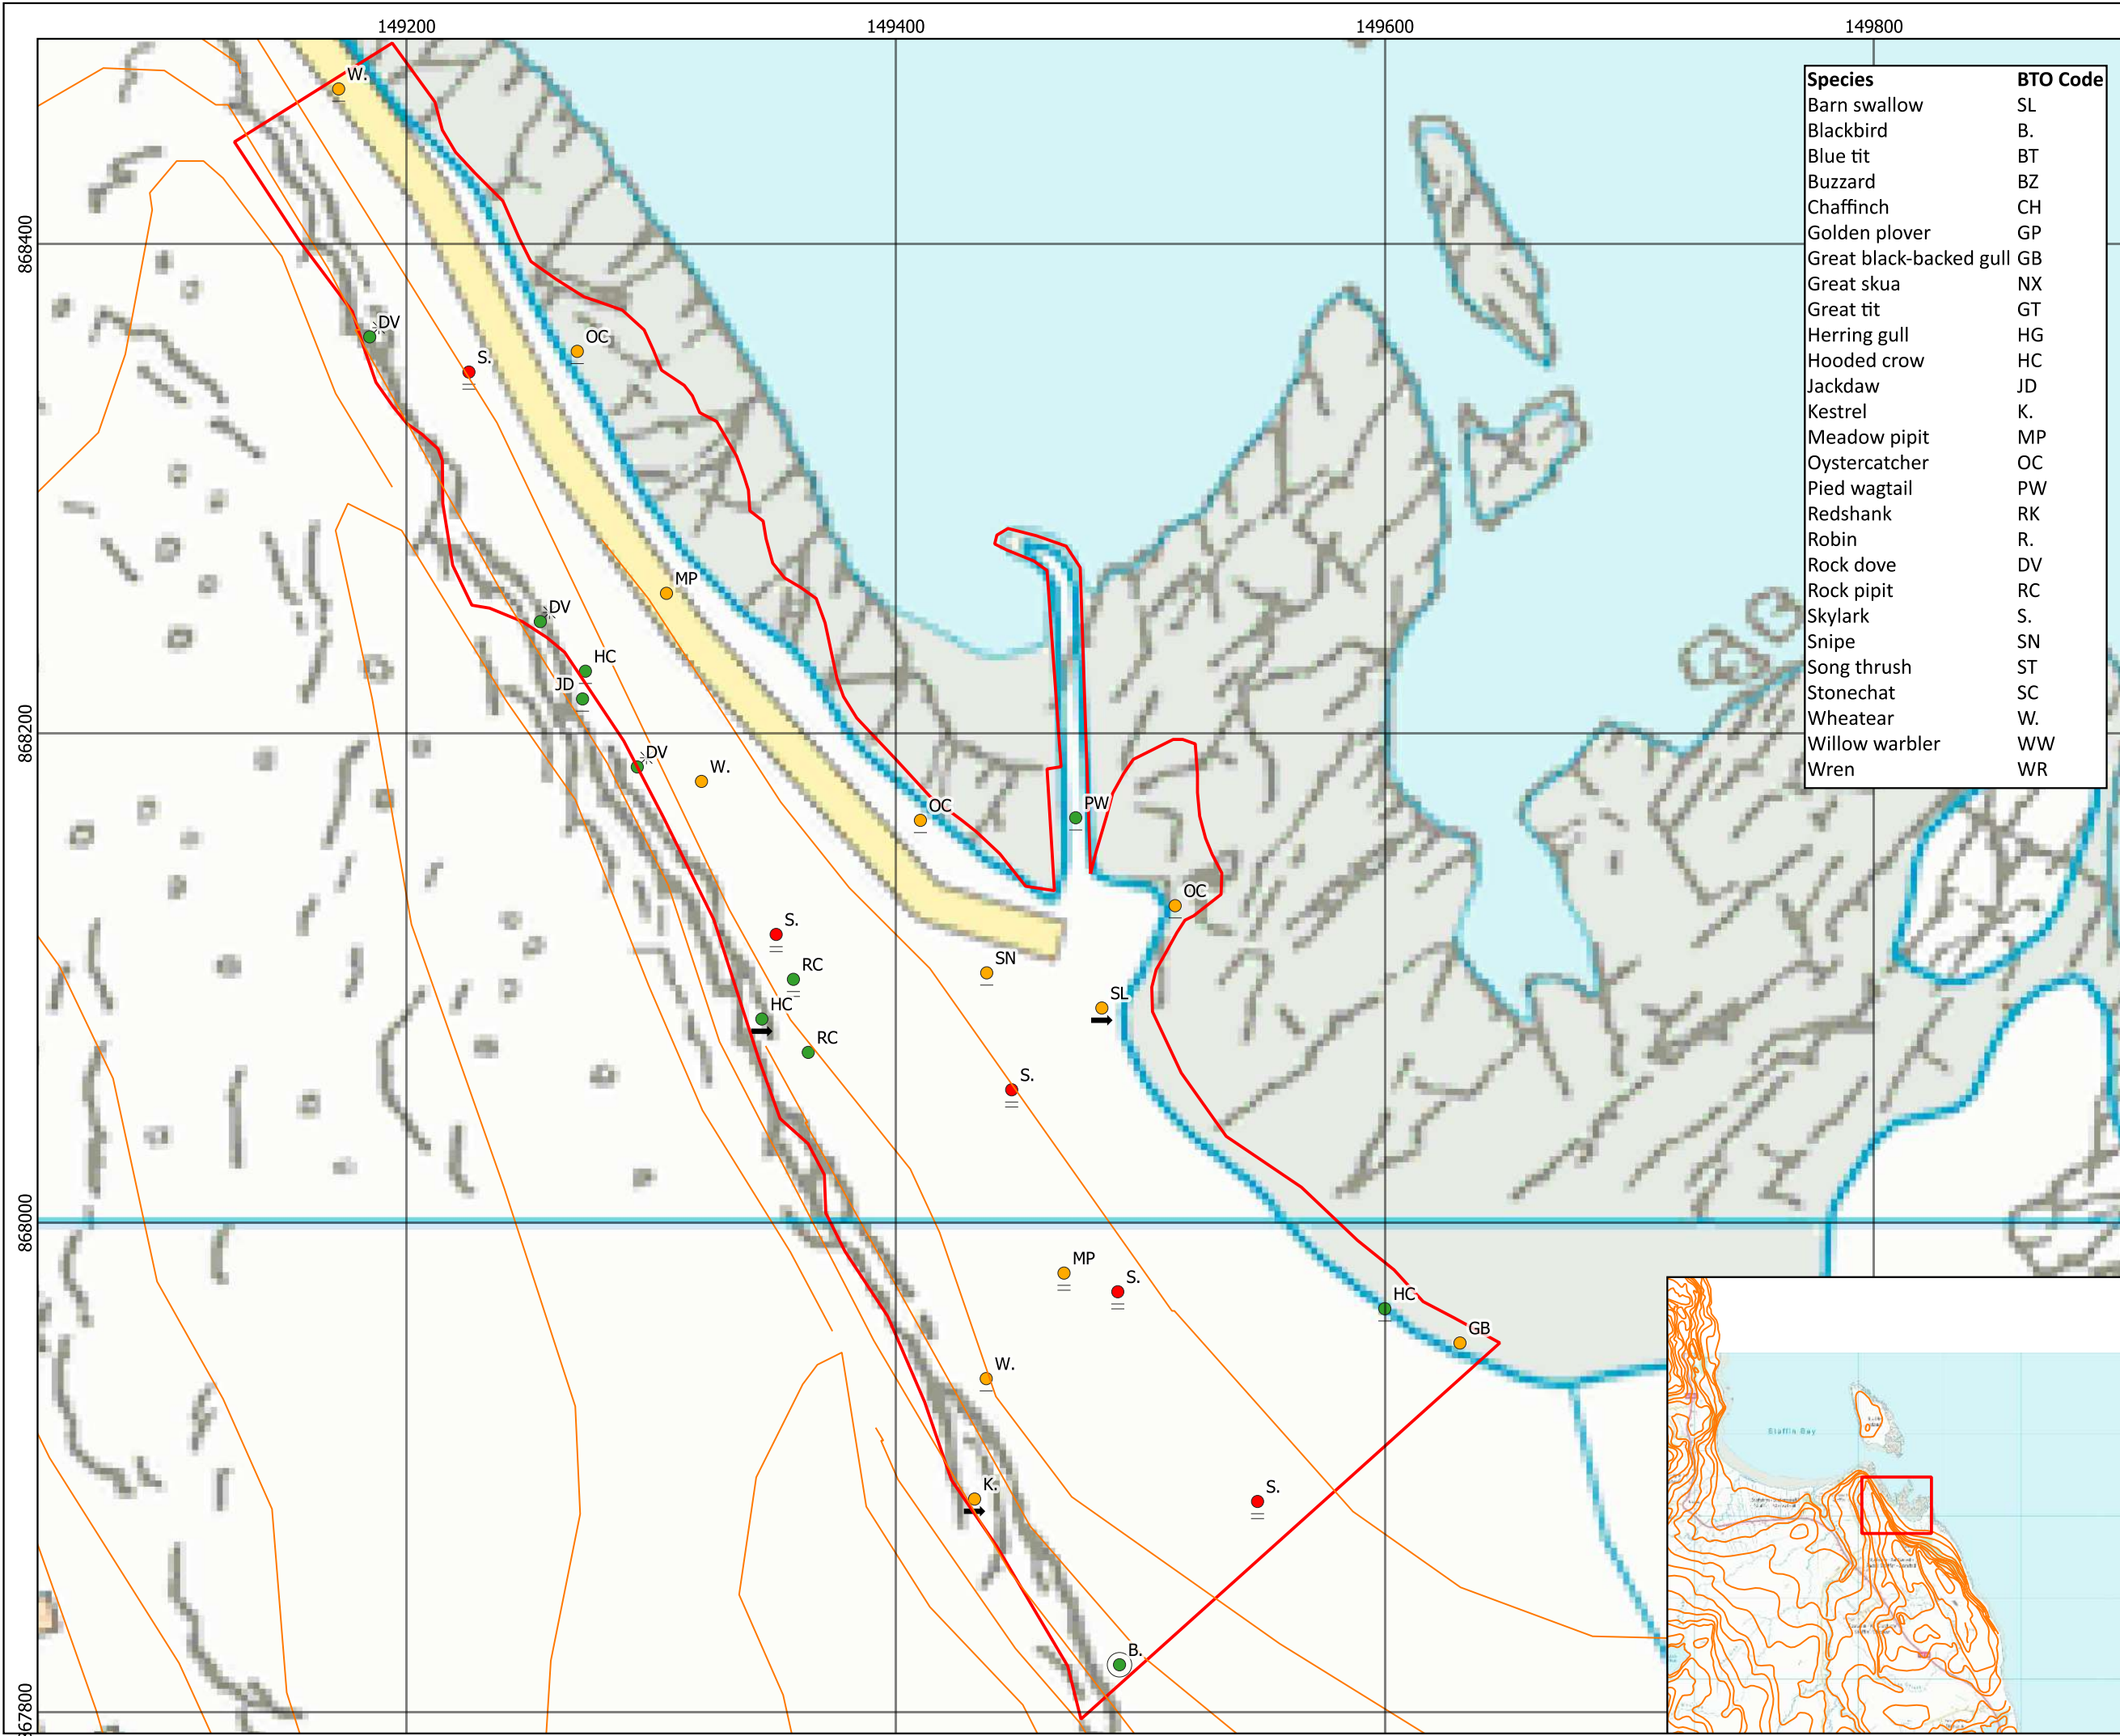 149200 149400 149600 149800
Species BTO Code
Barn swallow SL
Blackbird B.
Blue tit BT
Buzzard BZ
Chaffinch CH
Golden plover GP
Great black-backed gull GB
Great skua NX
Great tit GT
Herring gull HG
Hooded crow HC
Jackdaw JD
Kestrel K.
Meadow pipit MP
Oystercatcher OC
Pied wagtail PW
Redshank RK
Robin R.
Rock dove DV
Rock pipit RC
Skylark S.
Snipe SN
Song thrush ST
Stonechat SC
Wheatear W.
Willow warbler WW
Wren WR
868400
868200
868000
867800
W.
DV
OC
S.
MP
DV
HC
JD
DV
W.
OC
PW
OC
S.
SN
RC
SL
HC
RC
S.
MP
S.
HC
GB
W.
K.
S.
B.
Staffin Bay